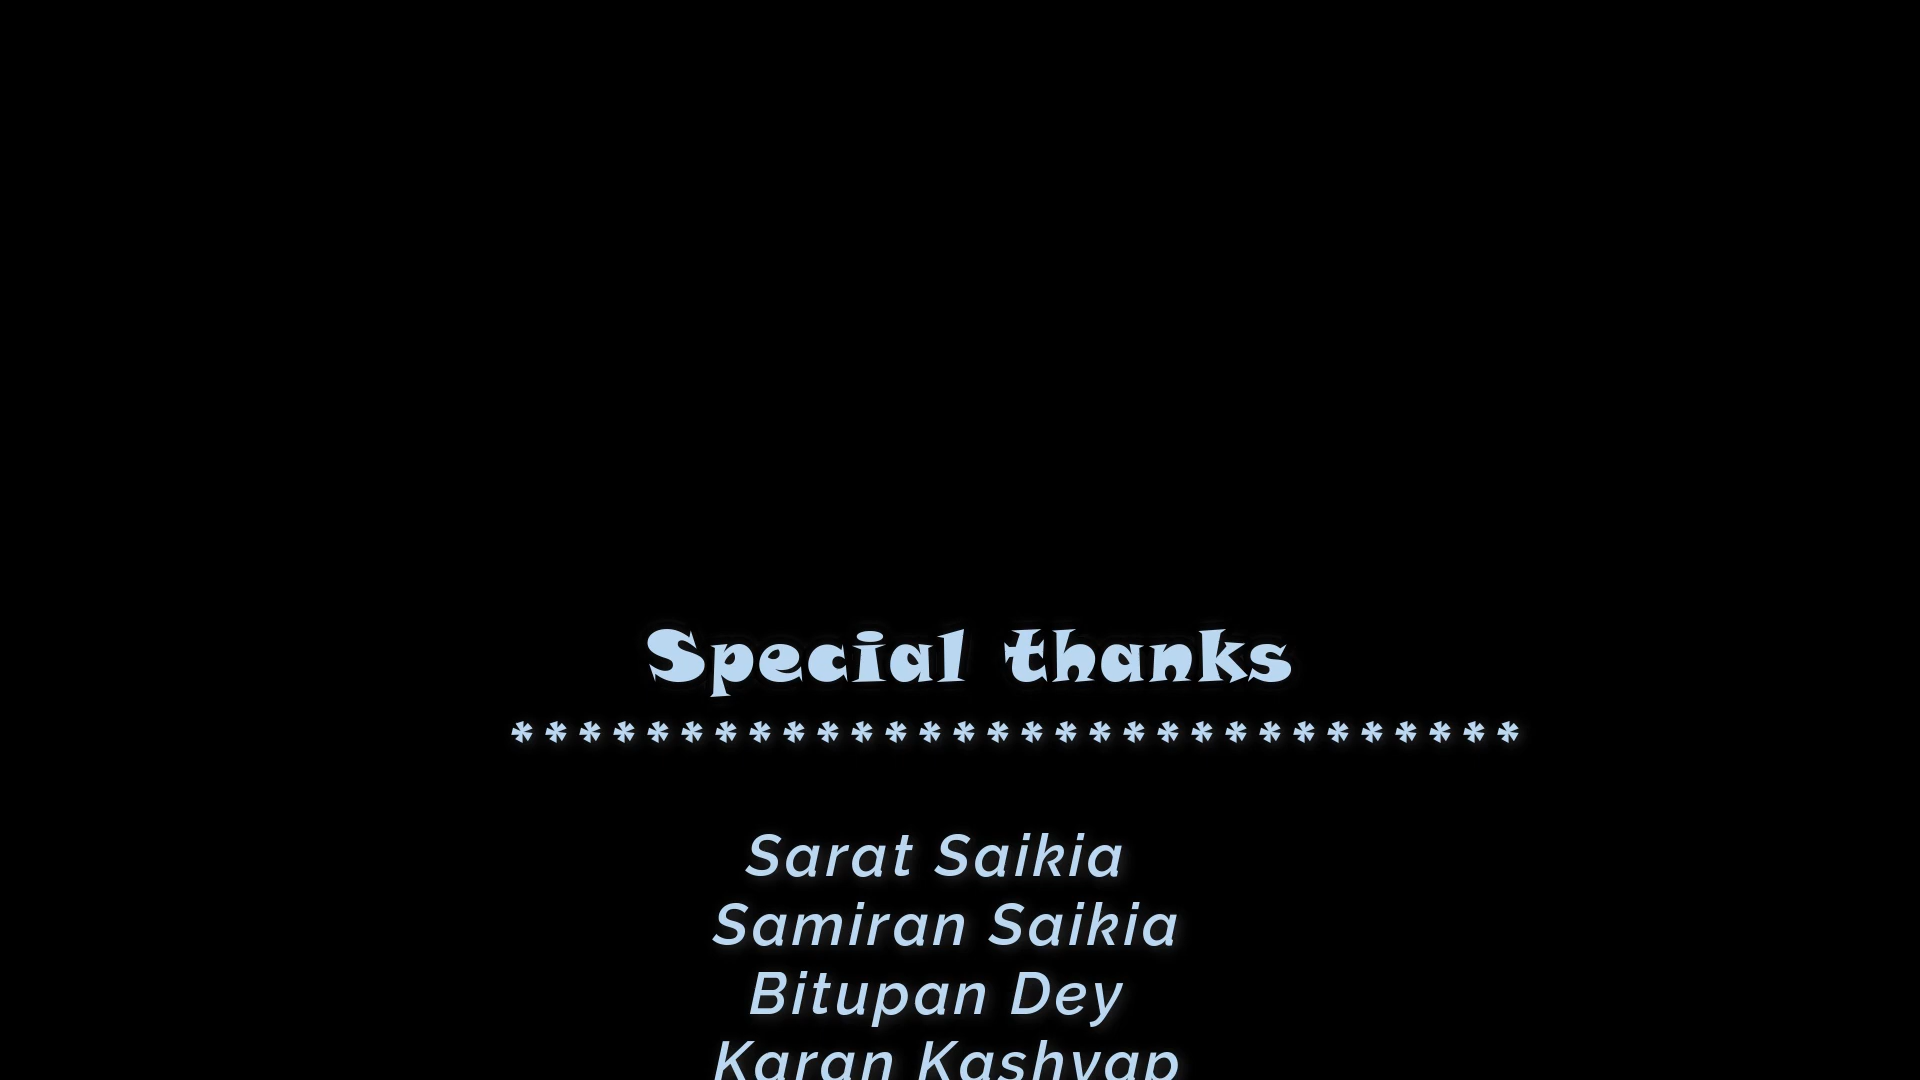 Special thanks
******************************
Sarat Saikia
Samiran Saikia
Bitupan Dey
Karan Kashyap